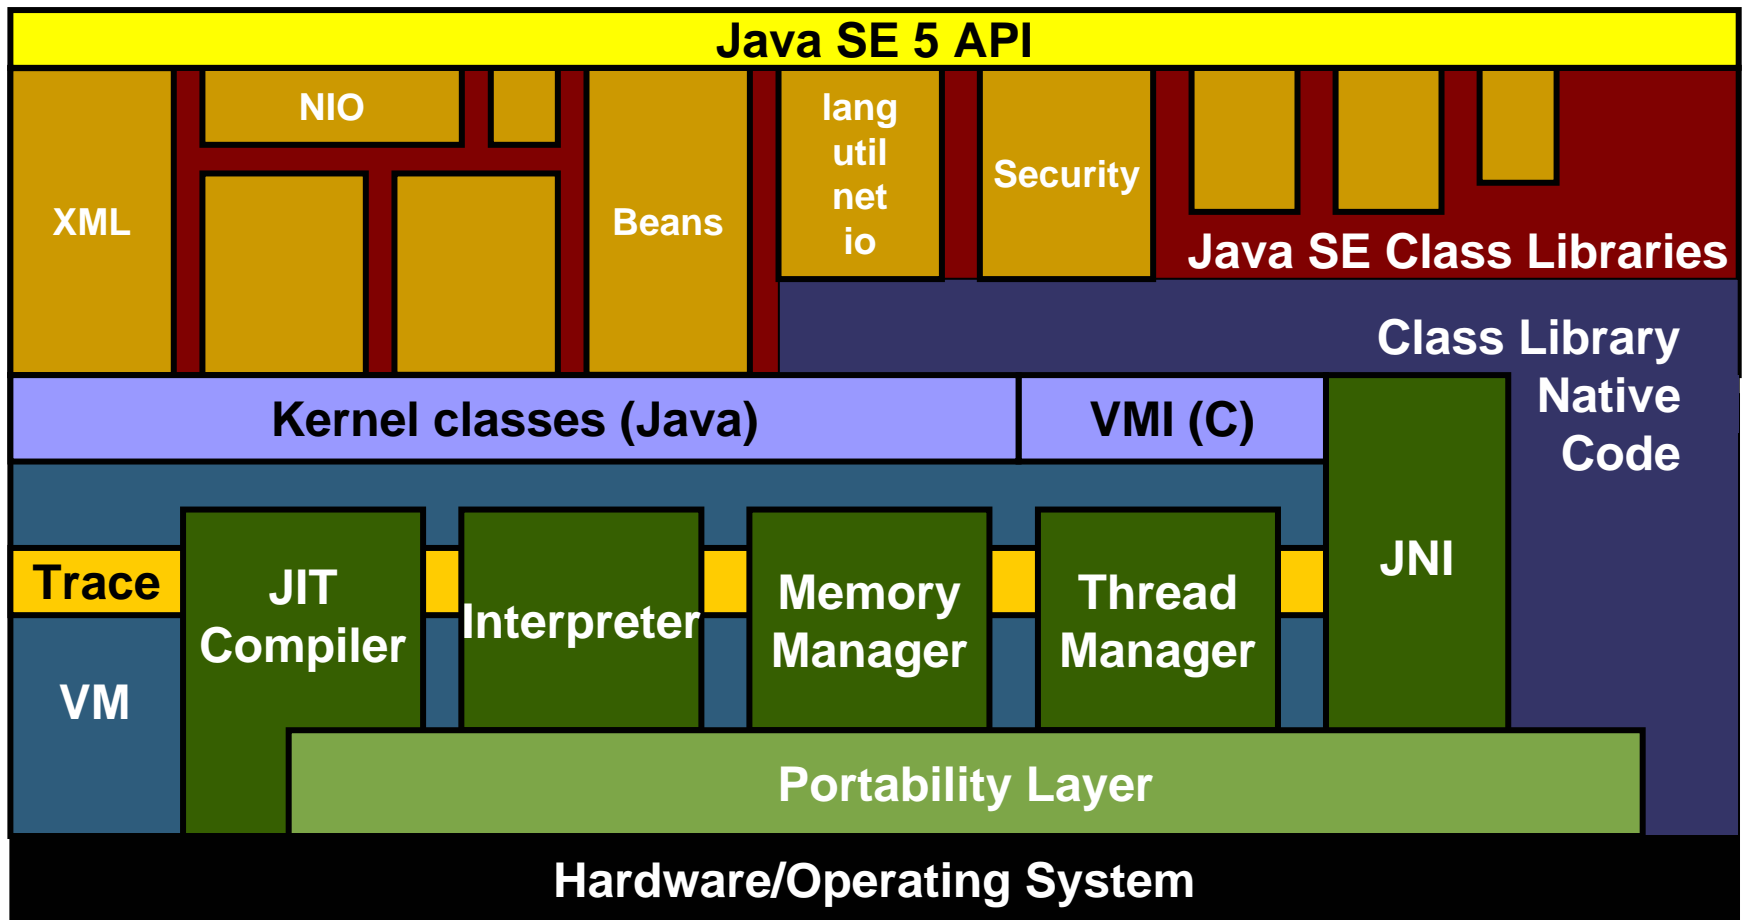 Java SE 5 API
XML
NIO
Beans
lang
util
net
io
Security
Java SE Class Libraries
Class Library
Native
Code
Kernel classes (Java)
VMI (C)
JNI
Trace
VM
JIT
Compiler
Interpreter
Memory
Manager
Thread
Manager
Portability Layer
Hardware/Operating System